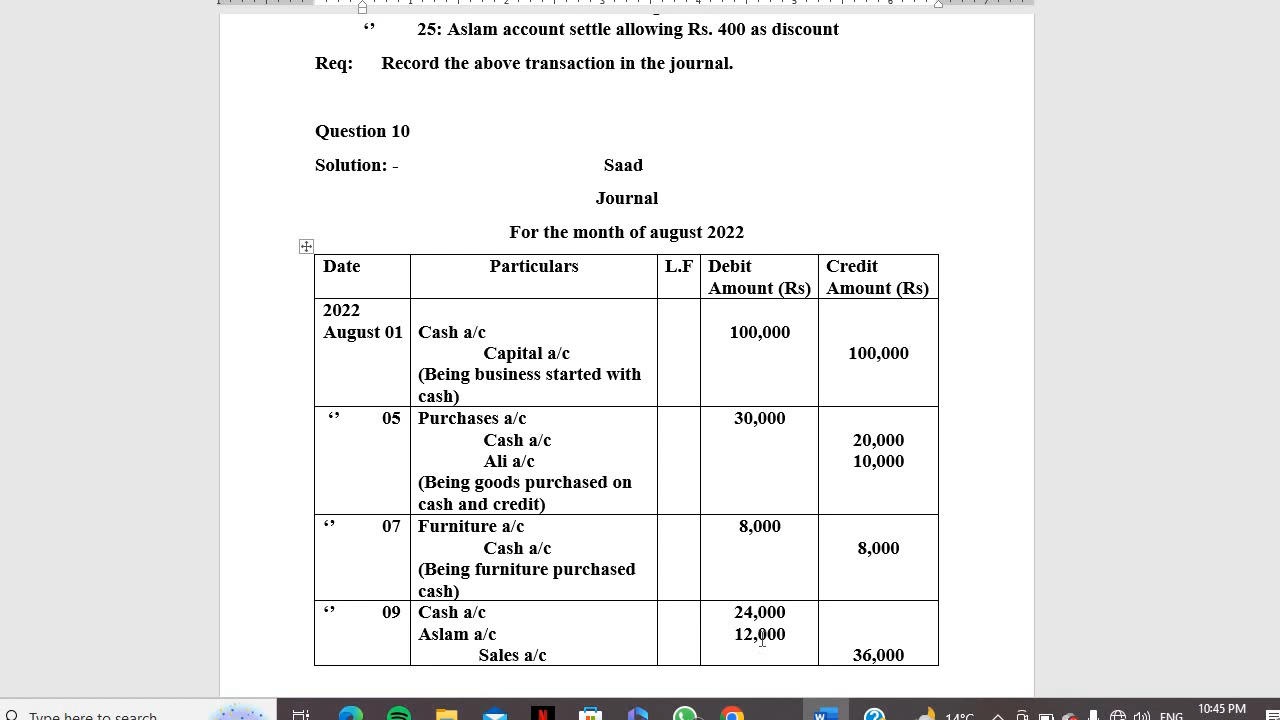 ‘’ 25: Aslam account settle allowing Rs. 400 as discount
Req: Record the above transaction in the journal.
Question 10
Solution: - Saad
Journal
For the month of august 2022
Date Particulars L.F Debit Amount (Rs) Credit Amount (Rs)
2022
August 01 Cash a/c 100,000
Capital a/c 100,000
(Being business started with
cash)
‘’ 05 Purchases a/c 30,000
Cash a/c 20,000
Ali a/c 10,000
(Being goods purchased on
cash and credit)
‘’ 07 Furniture a/c 8,000
Cash a/c 8,000
(Being furniture purchased
cash)
‘’ 09 Cash a/c 24,000
Aslam a/c 12,000
Sales a/c 36,000
Type here to search 14°C ENG 10:45 PM